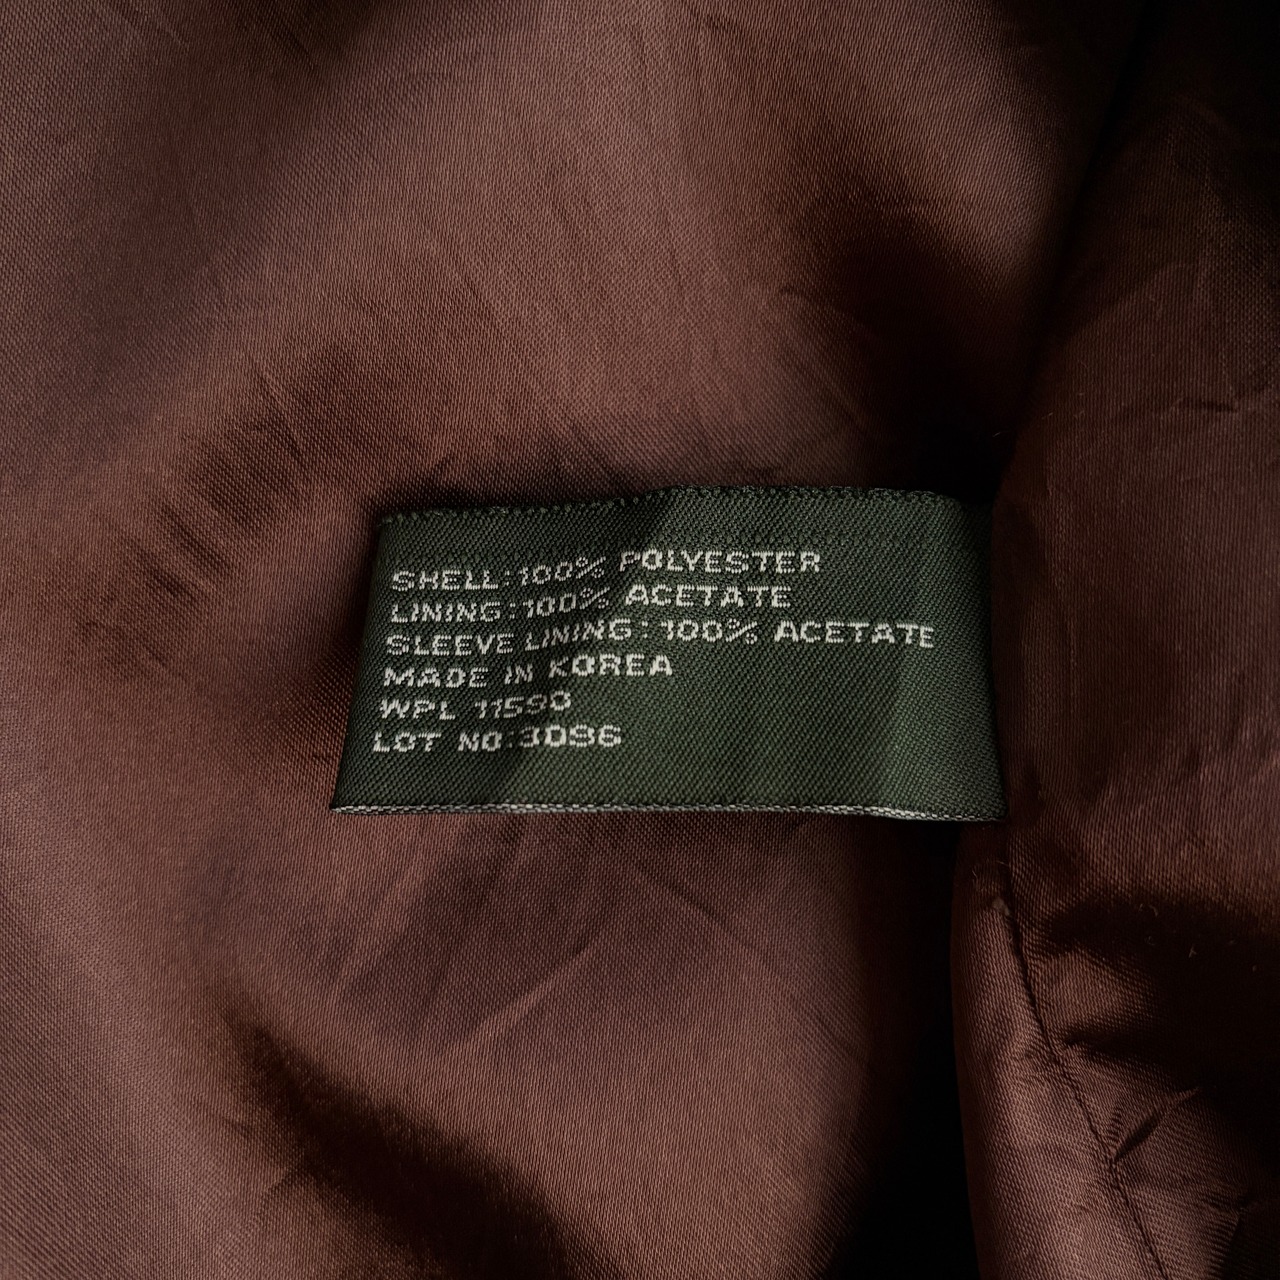 SHELL:100% POLYESTER
LINING:100% ACETATE
SLEEVE LINING:100% ACETATE
MADE IN KOREA
WPL 11590
LOT NO.3096